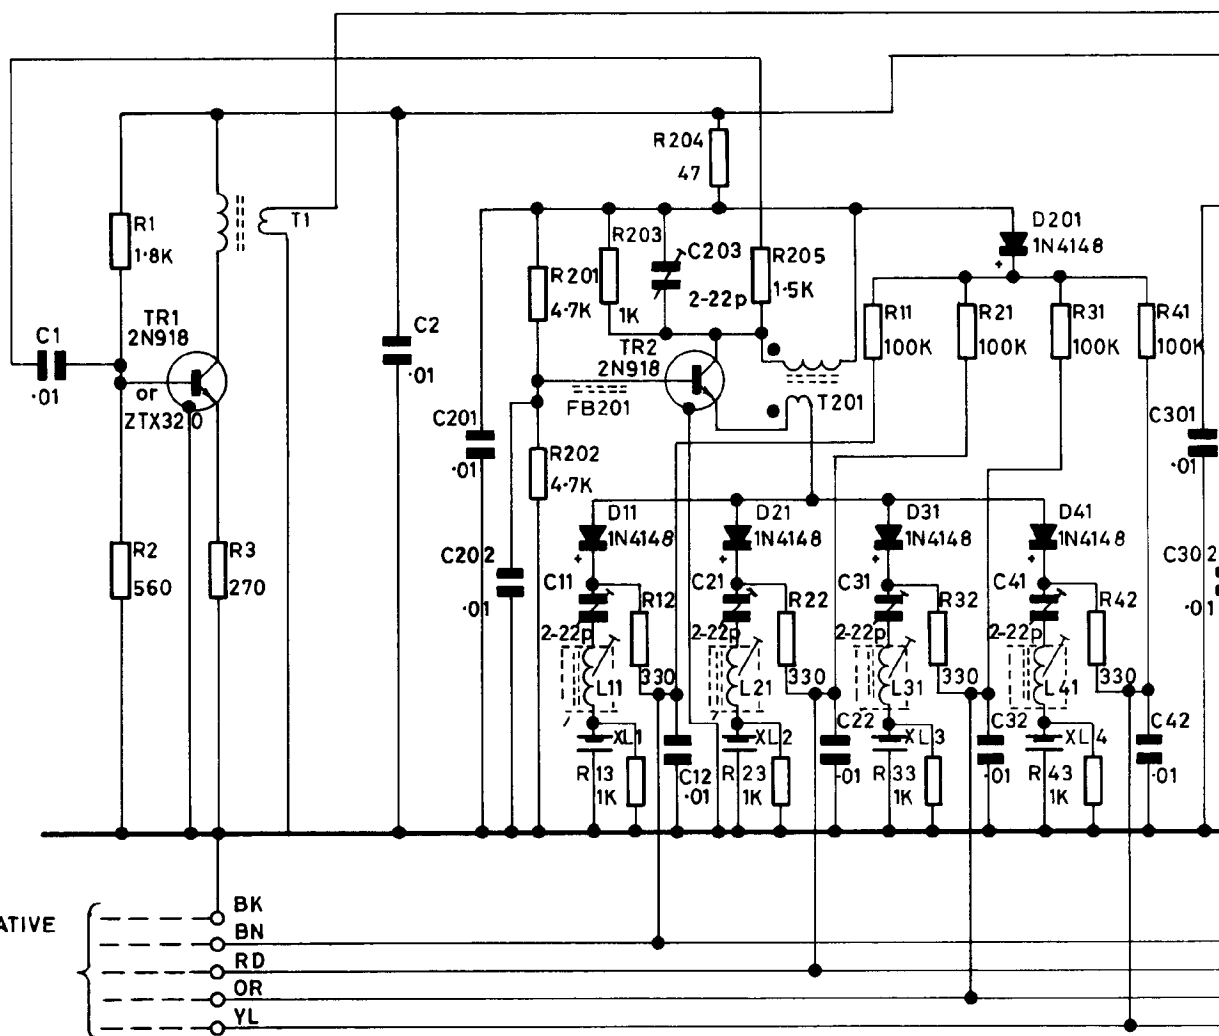 R204
47
T1
R1
1·8K
R203
C203
2-22p
R205
1·5K
D201
1N4148
+
R201
4·7K
1K
R11
100K
R21
100K
R31
100K
R41
100K
TR1
2N918
or
ZTX320
C1
·01
C2
·01
TR2
2N918
FB201
T201
C201
·01
R202
4·7K
C301
·01
D11
1N4148
+
D21
1N4148
+
D31
1N4148
+
D41
1N4148
+
R2
560
R3
270
C202
·01
C302
·01
C11
2-22p
R12
330
C21
2-22p
R22
330
C31
2-22p
R32
330
C41
2-22p
R42
330
L11
L21
L31
L41
XL1
R13
1K
C12
·01
XL2
R23
1K
C22
·01
XL3
R33
1K
C32
·01
XL4
R43
1K
C42
·01
ATIVE
BK
BN
RD
OR
YL